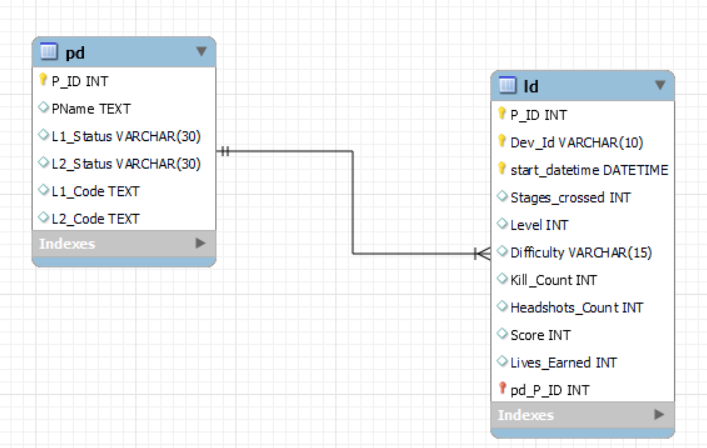 pd
P_ID INT
PName TEXT
L1_Status VARCHAR(30)
L2_Status VARCHAR(30)
L1_Code TEXT
L2_Code TEXT
Indexes
ld
P_ID INT
Dev_Id VARCHAR(10)
start_datetime DATETIME
Stages_crossed INT
Level INT
Difficulty VARCHAR(15)
Kill_Count INT
Headshots_Count INT
Score INT
Lives_Earned INT
pd_P_ID INT
Indexes